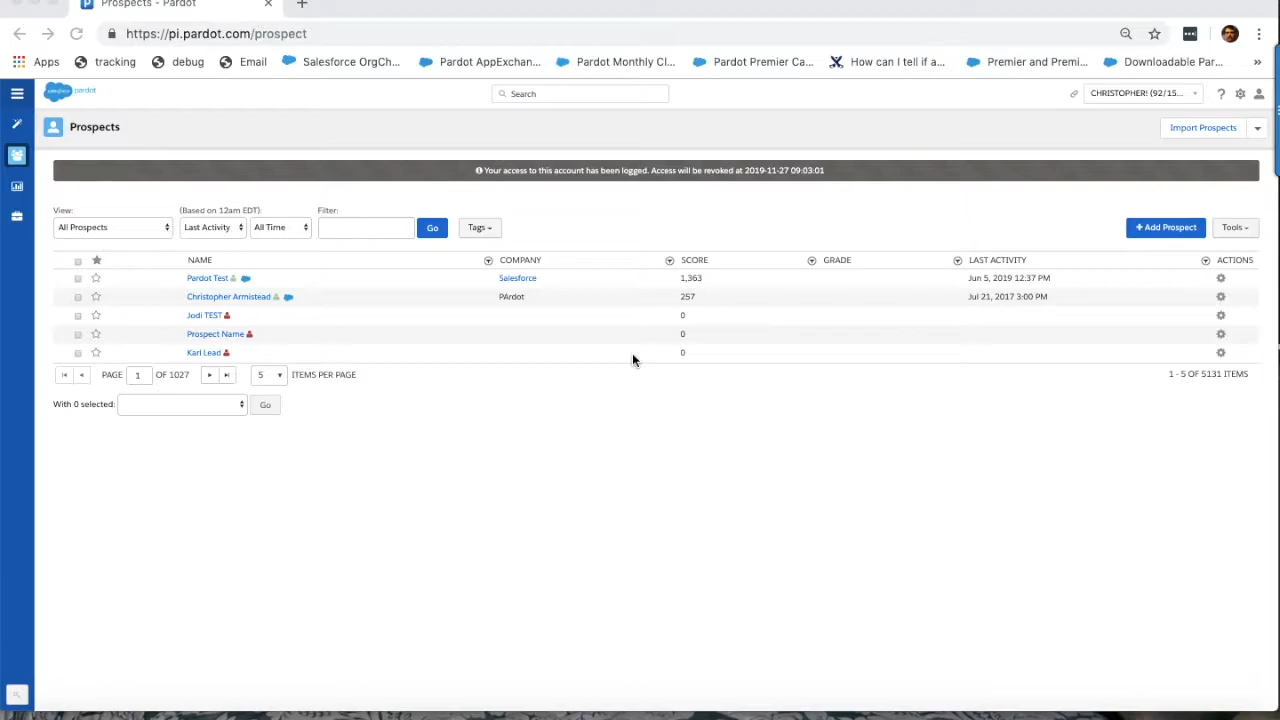 Prospects - Pardot
https://pi.pardot.com/prospect
Apps tracking debug Email Salesforce OrgCh... Pardot AppExchan... Pardot Monthly Cl... Pardot Premier Ca... How can I tell if a... Premier and Premi... Downloadable Par... »
salesforce pardot Search CHRISTOPHER! (92/15... ?
Prospects Import Prospects
Your access to this account has been logged. Access will be revoked at 2019-11-27 09:03:01
View: (Based on 12am EDT): Filter:
All Prospects Last Activity All Time Go Tags + Add Prospect Tools
NAME COMPANY SCORE GRADE LAST ACTIVITY ACTIONS
Pardot Test Salesforce 1,363 Jun 5, 2019 12:37 PM
Christopher Armistead PArdot 257 Jul 21, 2017 3:00 PM
Jodi TEST 0
Prospect Name 0
Karl Lead 0
PAGE 1 OF 1027 5 ITEMS PER PAGE 1 - 5 OF 5131 ITEMS
With 0 selected: Go